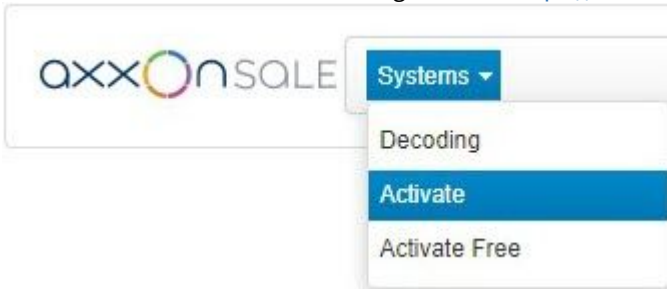 axxOnSALE
Systems
Decoding
Activate
Activate Free